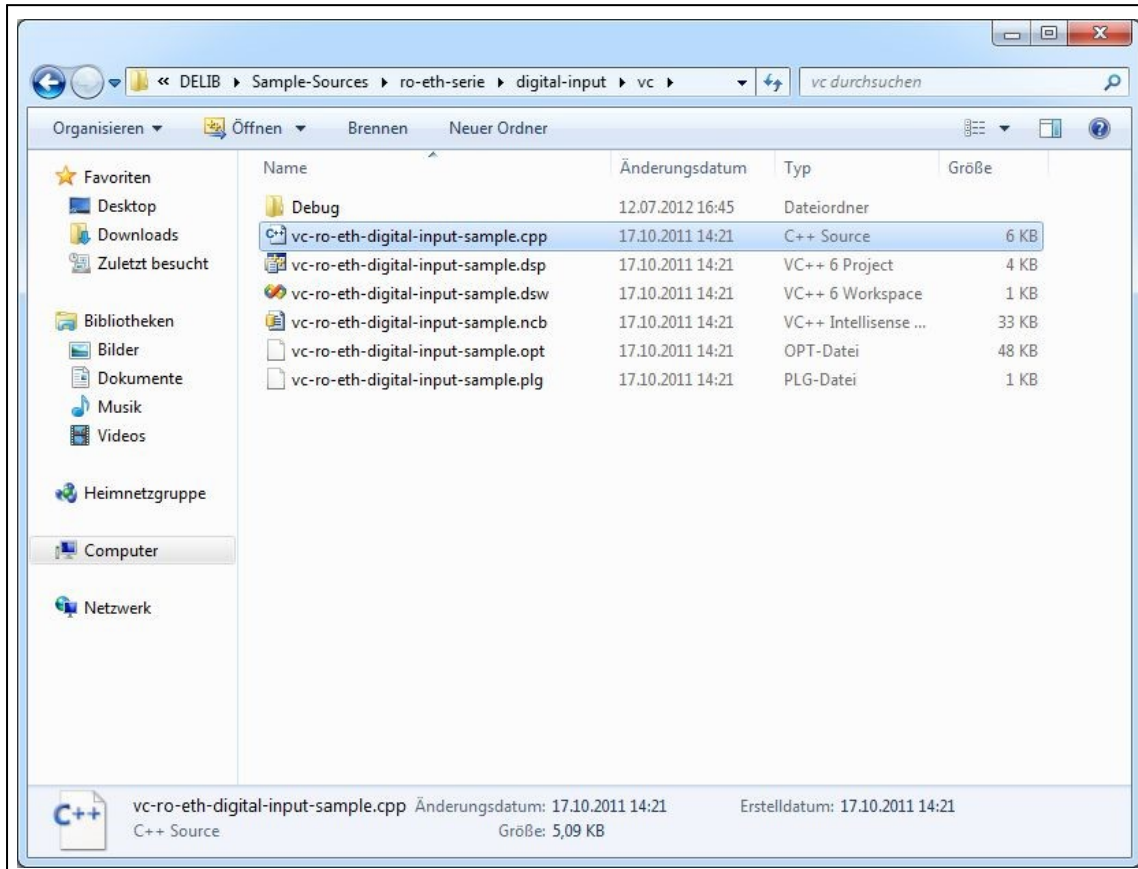 « DELIB ▸ Sample-Sources ▸ ro-eth-serie ▸ digital-input ▸ vc ▸ vc durchsuchen
Organisieren Öffnen Brennen Neuer Ordner
Name Änderungsdatum Typ Größe
Favoriten
Desktop
Downloads
Zuletzt besucht
Bibliotheken
Bilder
Dokumente
Musik
Videos
Heimnetzgruppe
Computer
Netzwerk
Debug 12.07.2012 16:45 Dateiordner
vc-ro-eth-digital-input-sample.cpp 17.10.2011 14:21 C++ Source 6 KB
vc-ro-eth-digital-input-sample.dsp 17.10.2011 14:21 VC++ 6 Project 4 KB
vc-ro-eth-digital-input-sample.dsw 17.10.2011 14:21 VC++ 6 Workspace 1 KB
vc-ro-eth-digital-input-sample.ncb 17.10.2011 14:21 VC++ Intellisense ... 33 KB
vc-ro-eth-digital-input-sample.opt 17.10.2011 14:21 OPT-Datei 48 KB
vc-ro-eth-digital-input-sample.plg 17.10.2011 14:21 PLG-Datei 1 KB
C++
vc-ro-eth-digital-input-sample.cpp Änderungsdatum: 17.10.2011 14:21 Erstelldatum: 17.10.2011 14:21
C++ Source Größe: 5,09 KB